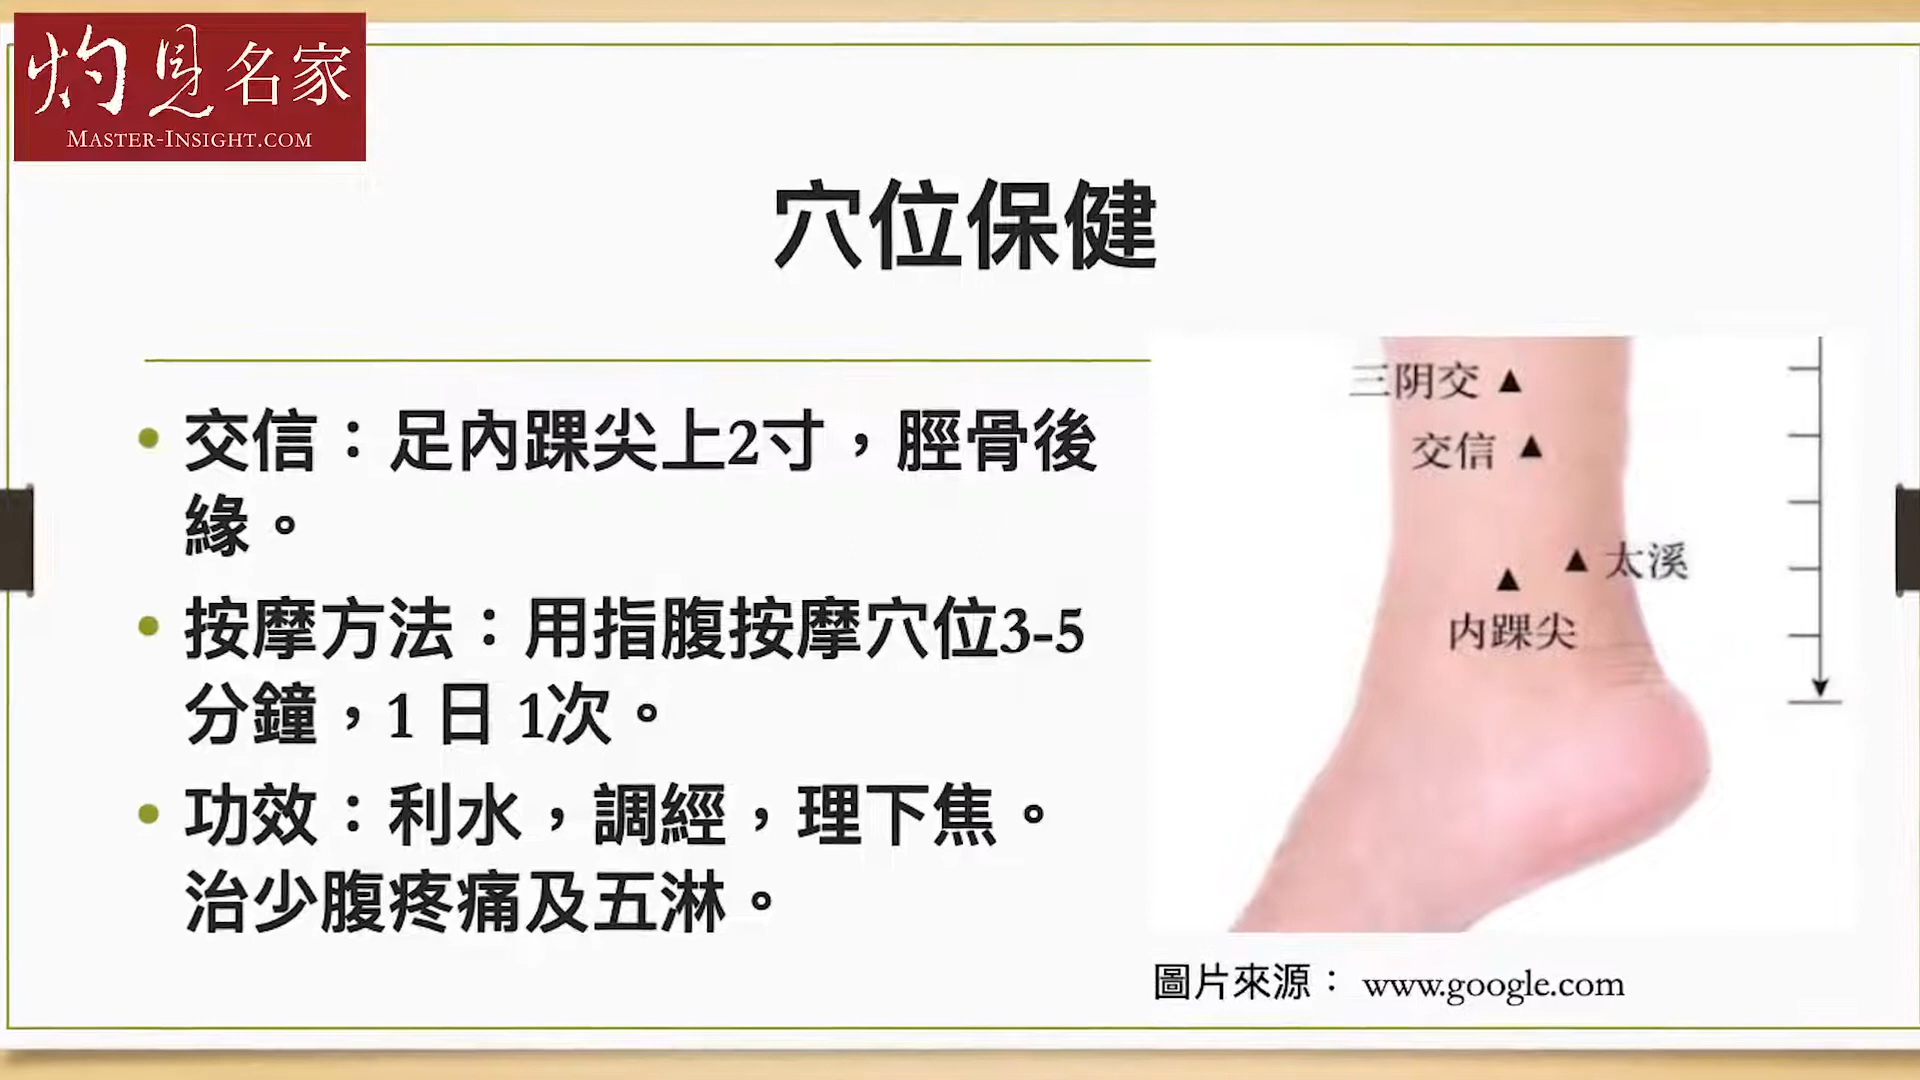 灼見名家
MASTER-INSIGHT.COM
穴位保健
• 交信：足內踝尖上2寸，脛骨後
緣。
• 按摩方法：用指腹按摩穴位3-5
分鐘，1 日 1次。
• 功效：利水，調經，理下焦。
治少腹疼痛及五淋。
三阴交 ▲
交信 ▲
▲ 太溪
▲
内踝尖
圖片來源： www.google.com